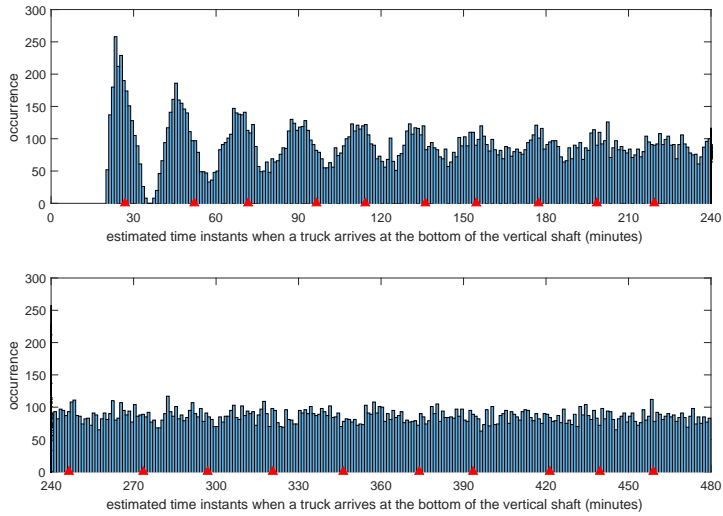 300
250
200
150
100
50
0
occurrence
0 30 60 90 120 150 180 210 240
estimated time instants when a truck arrives at the bottom of the vertical shaft (minutes)
300
250
200
150
100
50
0
occurrence
240 270 300 330 360 390 420 450 480
estimated time instants when a truck arrives at the bottom of the vertical shaft (minutes)